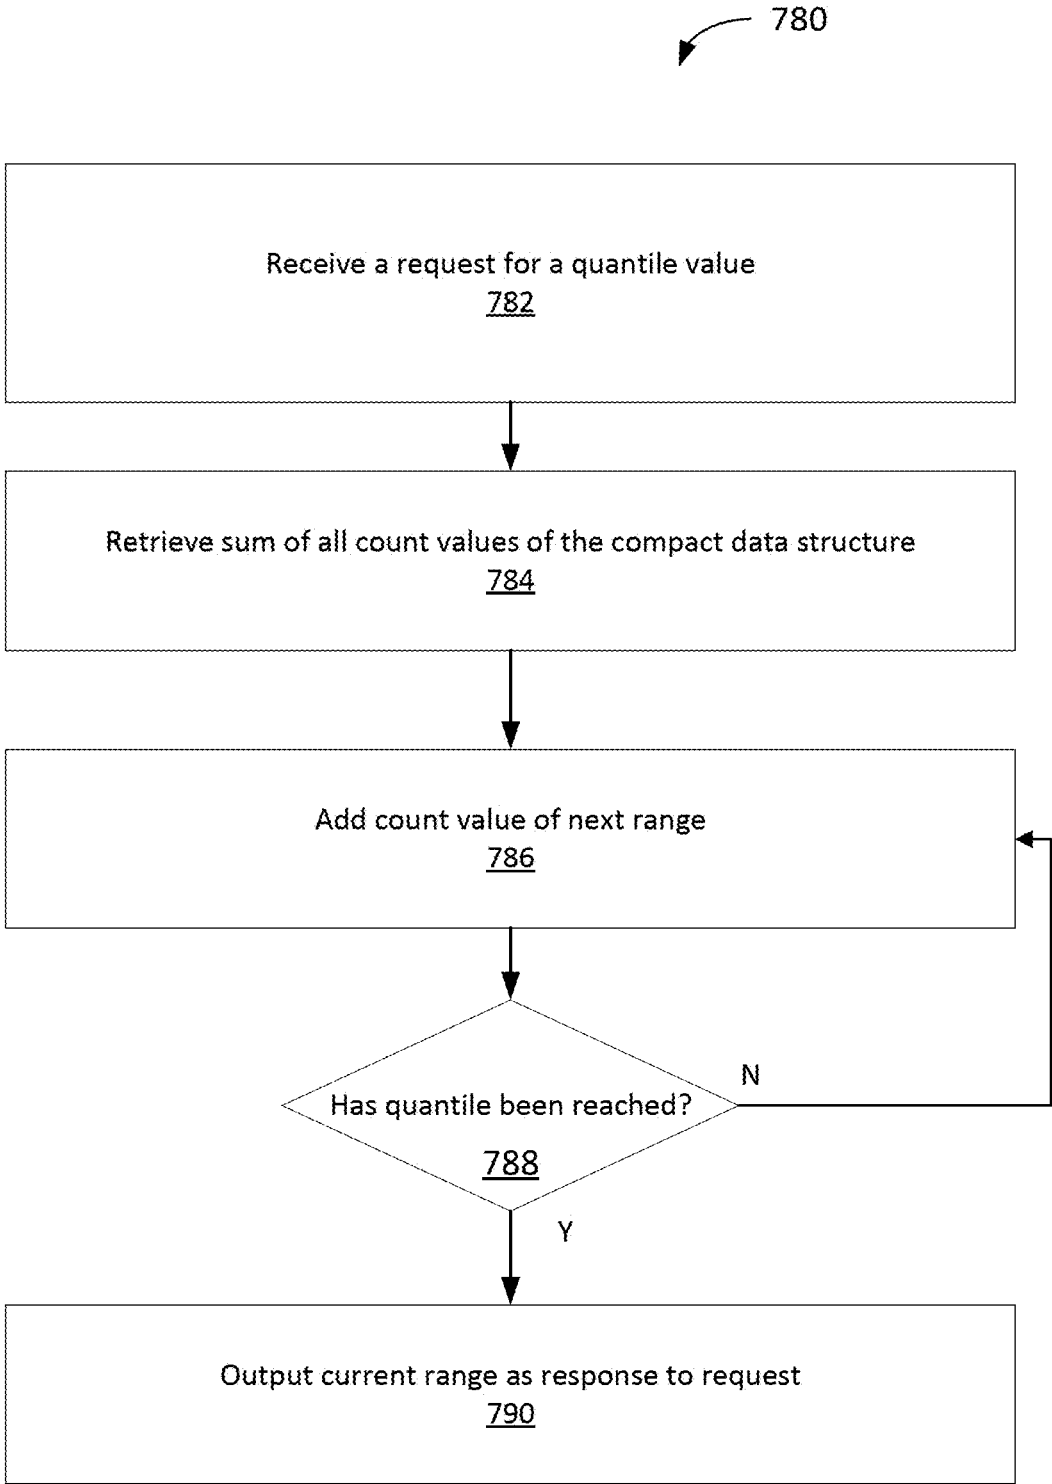 780
Receive a request for a quantile value
782
Retrieve sum of all count values of the compact data structure
784
Add count value of next range
786
Has quantile been reached?
788
N
Y
Output current range as response to request
790